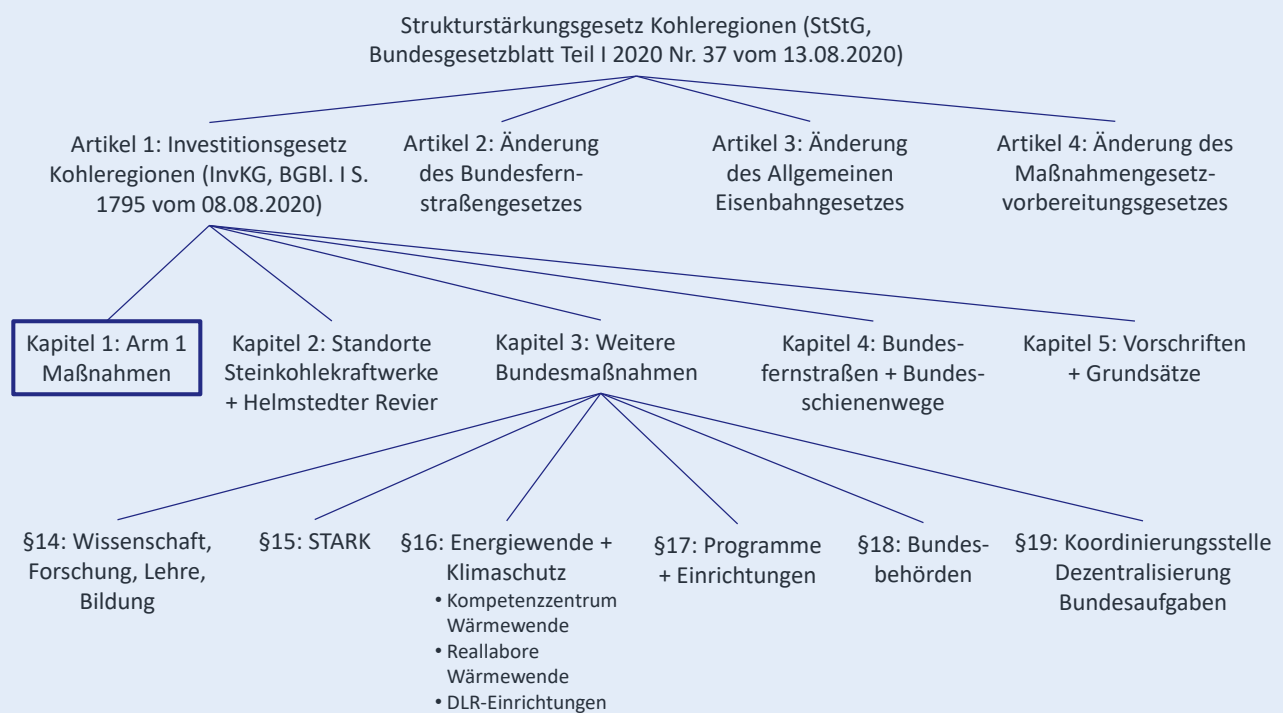 Strukturstärkungsgesetz Kohleregionen (StStG,
Bundesgesetzblatt Teil I 2020 Nr. 37 vom 13.08.2020)
Artikel 1: Investitionsgesetz
Kohleregionen (InvKG, BGBl. I S.
1795 vom 08.08.2020)
Artikel 2: Änderung
des Bundesfern-
straßengesetzes
Artikel 3: Änderung
des Allgemeinen
Eisenbahngesetzes
Artikel 4: Änderung des
Maßnahmengesetz-
vorbereitungsgesetzes
Kapitel 1: Arm 1
Maßnahmen
Kapitel 2: Standorte
Steinkohlekraftwerke
+ Helmstedter Revier
Kapitel 3: Weitere
Bundesmaßnahmen
Kapitel 4: Bundes-
fernstraßen + Bundes-
schienenwege
Kapitel 5: Vorschriften
+ Grundsätze
§14: Wissenschaft,
Forschung, Lehre,
Bildung
§15: STARK
§16: Energiewende +
Klimaschutz
• Kompetenzzentrum
Wärmewende
• Reallabore
Wärmewende
• DLR-Einrichtungen
§17: Programme
+ Einrichtungen
§18: Bundes-
behörden
§19: Koordinierungsstelle
Dezentralisierung
Bundesaufgaben